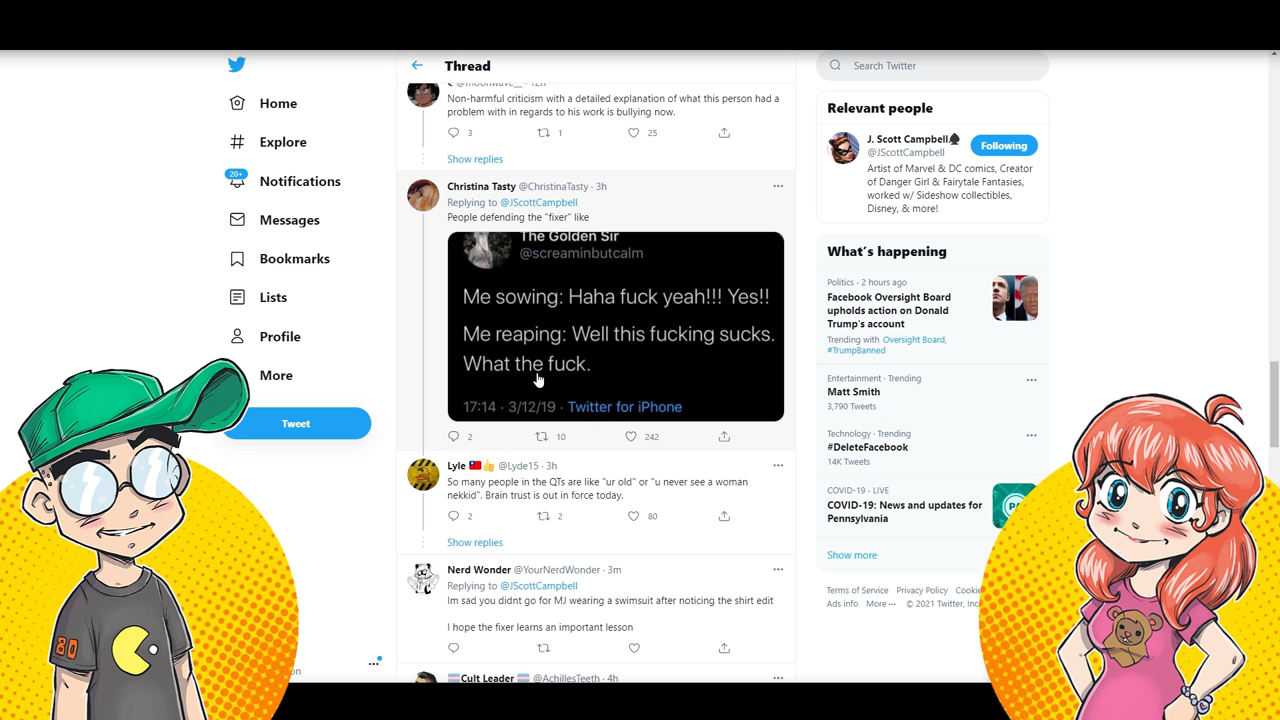 Home
Explore
20+
Notifications
Messages
Bookmarks
Lists
Profile
More
Tweet
Thread
Non-harmful criticism with a detailed explanation of what this person had a
problem with in regards to his work is bullying now.
3 1 25
Show replies
Christina Tasty @ChristinaTasty · 3h
Replying to @JScottCampbell
People defending the "fixer" like
The Golden Sir
@screaminbutcalm
Me sowing: Haha fuck yeah!!! Yes!!
Me reaping: Well this fucking sucks.
What the fuck.
17:14 · 3/12/19 · Twitter for iPhone
2 10 242
Lyle @Lyde15 · 3h
So many people in the QTs are like "ur old" or "u never see a woman
nekkid". Brain trust is out in force today.
2 2 80
Show replies
Nerd Wonder @YourNerdWonder · 3m
Replying to @JScottCampbell
Im sad you didnt go for MJ wearing a swimsuit after noticing the shirt edit
I hope the fixer learns an important lesson
Cult Leader @AchillesTeeth · 4h
Search Twitter
Relevant people
J. Scott Campbell
@JScottCampbell
Following
Artist of Marvel & DC comics, Creator
of Danger Girl & Fairytale Fantasies,
worked w/ Sideshow collectibles,
Disney, & more!
What's happening
Politics · 2 hours ago
Facebook Oversight Board
upholds action on Donald
Trump's account
Trending with Oversight Board,
#TrumpBanned
Entertainment · Trending
Matt Smith
3,790 Tweets
Technology · Trending
#DeleteFacebook
14K Tweets
COVID-19 · LIVE
COVID-19: News and updates for
Pennsylvania
Show more
Terms of Service Privacy Policy Cookie
Ads info More ··· © 2021 Twitter, Inc
80